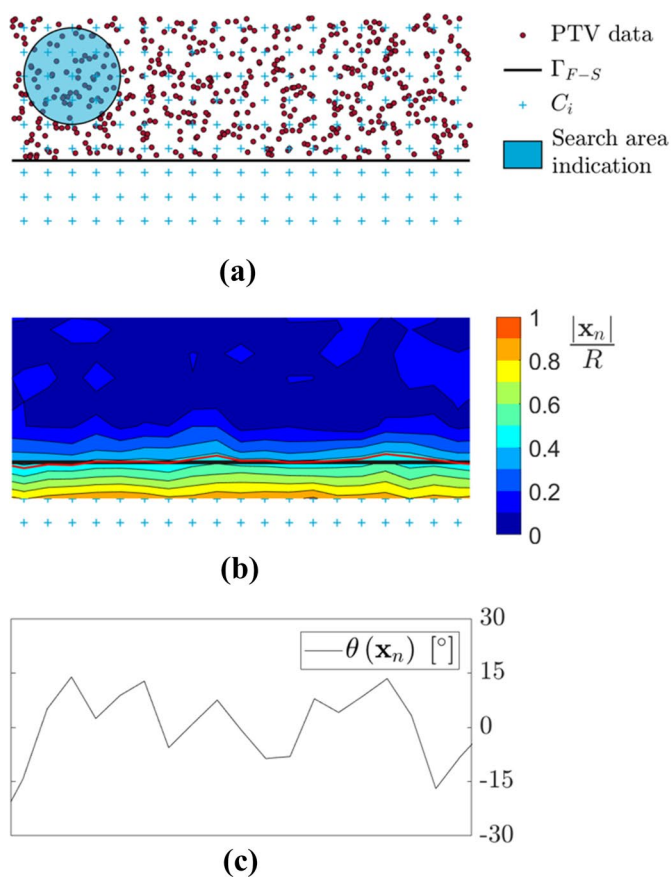 PTV data
Γ_{F−S}
C_i
Search area
indication
(a)
1
0.8
0.6
0.4
0.2
0
|x_n|
R
(b)
θ (x_n) [°]
30
15
0
-15
-30
(c)